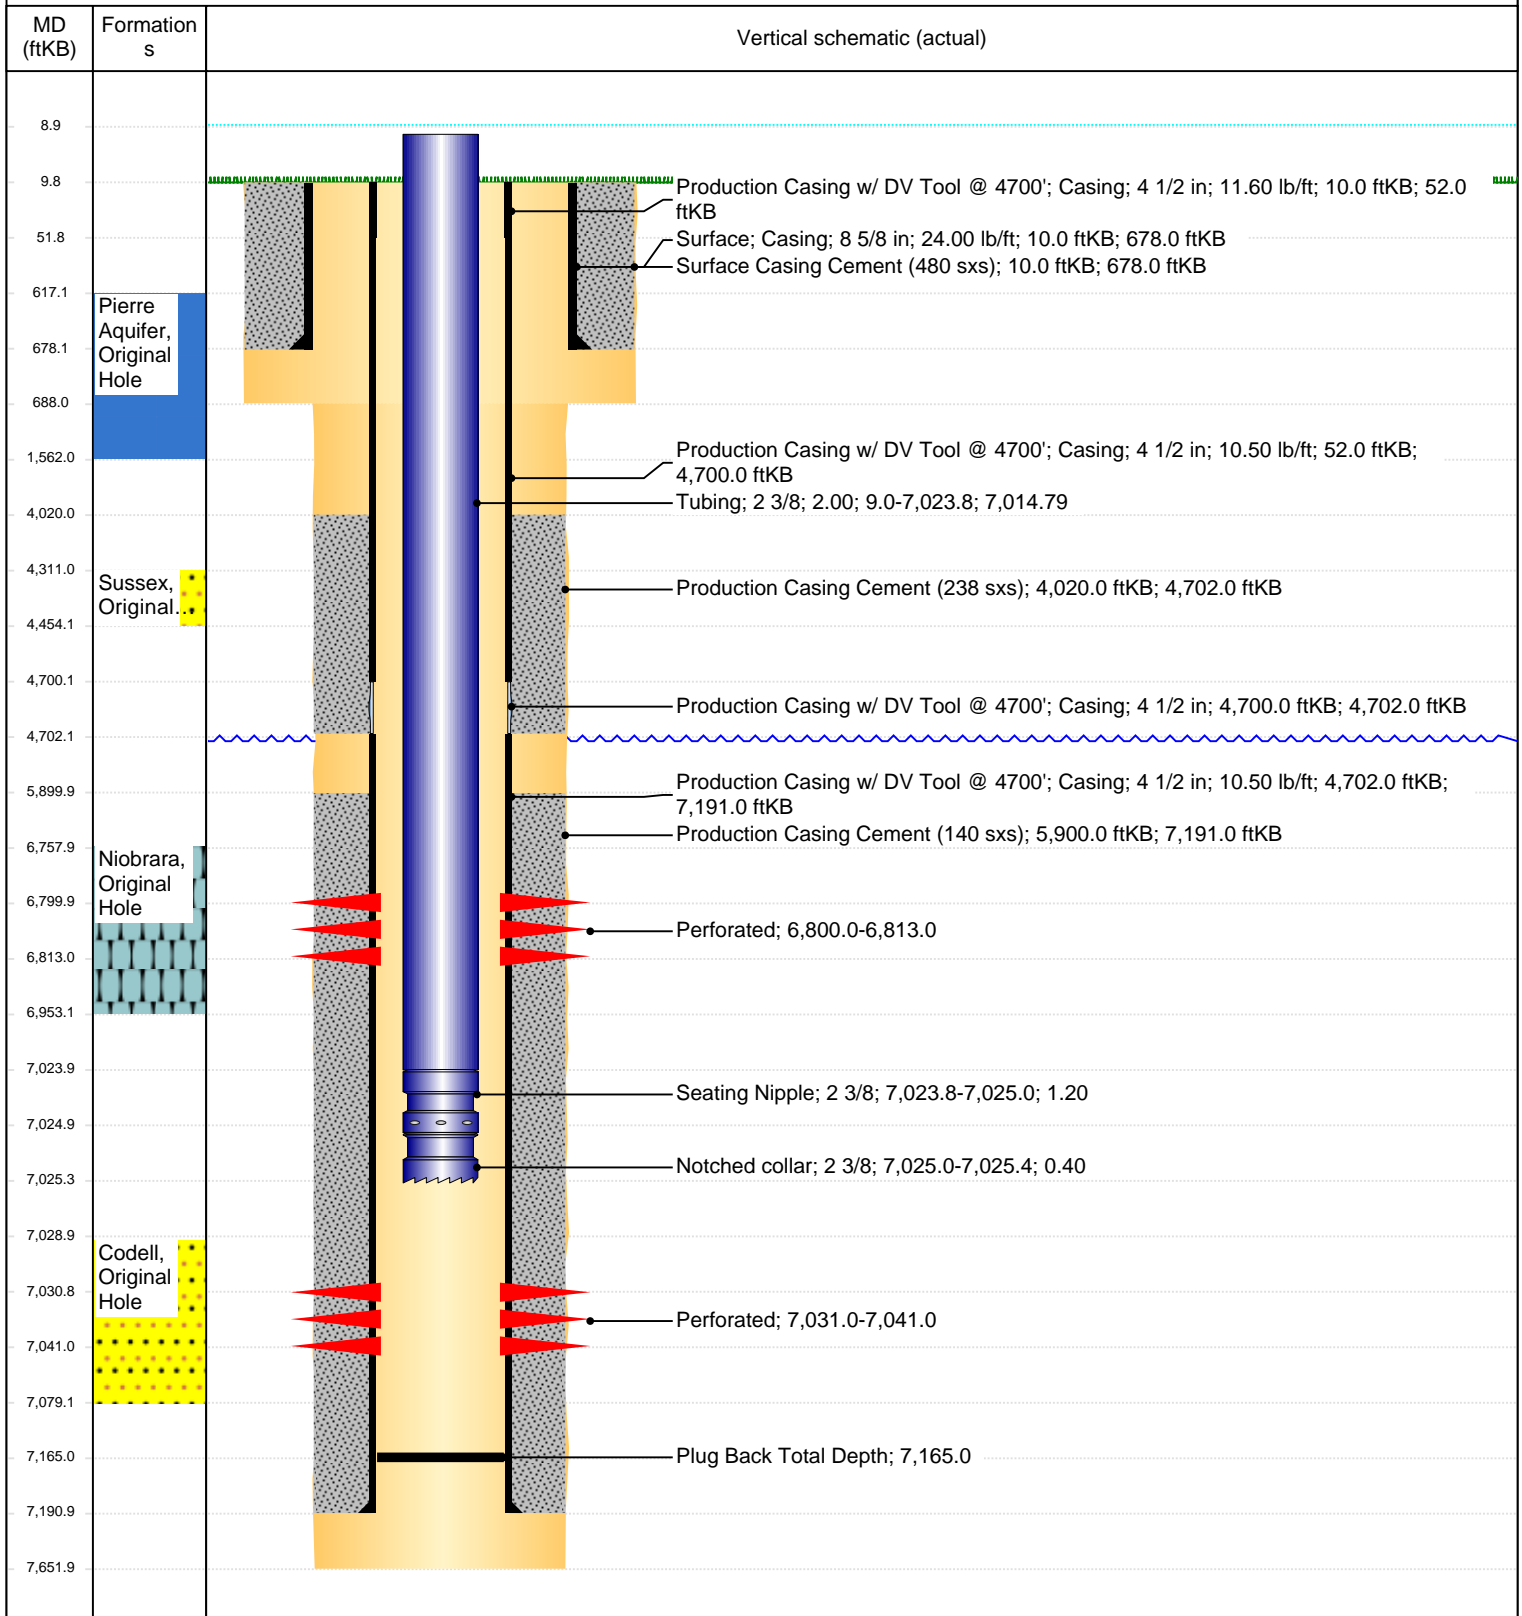 MD
(ftKB)
Formation
s
Vertical schematic (actual)
8.9
9.8
Production Casing w/ DV Tool @ 4700'; Casing; 4 1/2 in; 11.60 lb/ft; 10.0 ftKB; 52.0
ftKB
51.8
Surface; Casing; 8 5/8 in; 24.00 lb/ft; 10.0 ftKB; 678.0 ftKB
Surface Casing Cement (480 sxs); 10.0 ftKB; 678.0 ftKB
617.1
Pierre
Aquifer,
Original
Hole
678.1
688.0
1,562.0
Production Casing w/ DV Tool @ 4700'; Casing; 4 1/2 in; 10.50 lb/ft; 52.0 ftKB;
4,700.0 ftKB
Tubing; 2 3/8; 2.00; 9.0-7,023.8; 7,014.79
4,020.0
4,311.0
Sussex,
Original...
Production Casing Cement (238 sxs); 4,020.0 ftKB; 4,702.0 ftKB
4,454.1
4,700.1
Production Casing w/ DV Tool @ 4700'; Casing; 4 1/2 in; 4,700.0 ftKB; 4,702.0 ftKB
4,702.1
Production Casing w/ DV Tool @ 4700'; Casing; 4 1/2 in; 10.50 lb/ft; 4,702.0 ftKB;
7,191.0 ftKB
5,899.9
Production Casing Cement (140 sxs); 5,900.0 ftKB; 7,191.0 ftKB
6,757.9
Niobrara,
Original
Hole
6,799.9
Perforated; 6,800.0-6,813.0
6,813.0
6,953.1
7,023.9
Seating Nipple; 2 3/8; 7,023.8-7,025.0; 1.20
7,024.9
Notched collar; 2 3/8; 7,025.0-7,025.4; 0.40
7,025.3
7,028.9
Codell,
Original
Hole
7,030.8
Perforated; 7,031.0-7,041.0
7,041.0
7,079.1
7,165.0
Plug Back Total Depth; 7,165.0
7,190.9
7,651.9